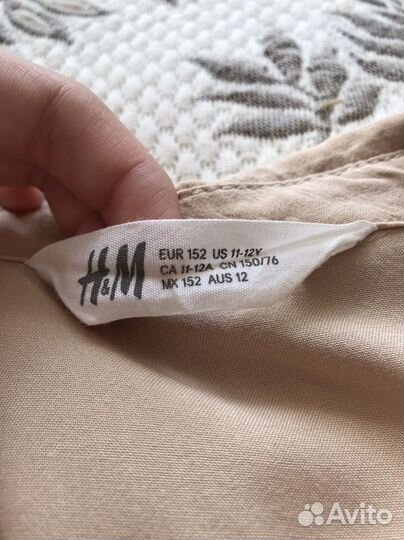 H&M
EUR 152 US 11-12Y
CA 11-12A CN 150/76
MX 152 AUS 12
Avito